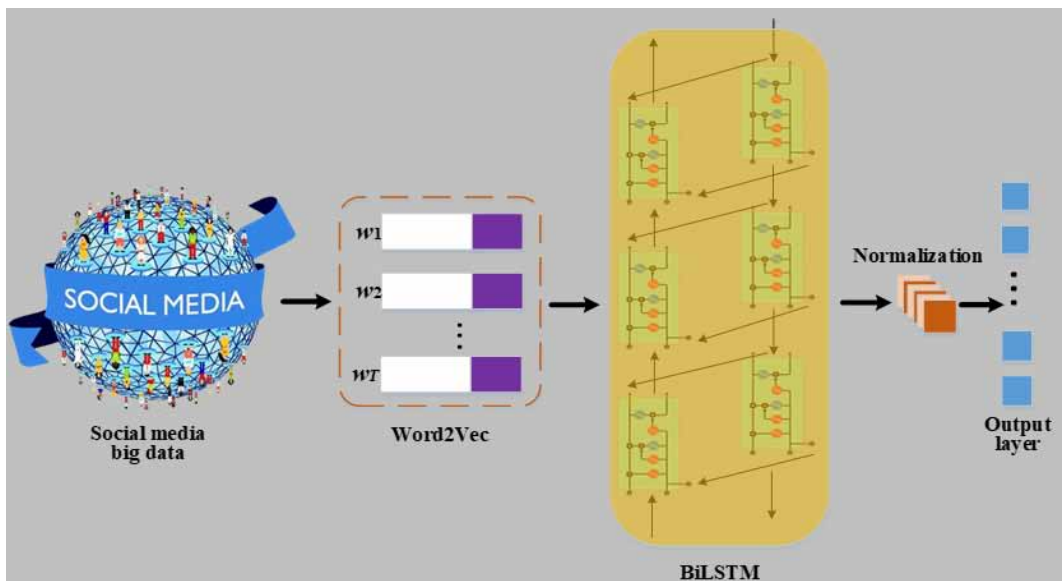 SOCIAL MEDIA
Social media
big data
w1
w2
wT
Word2Vec
BiLSTM
Normalization
Output
layer